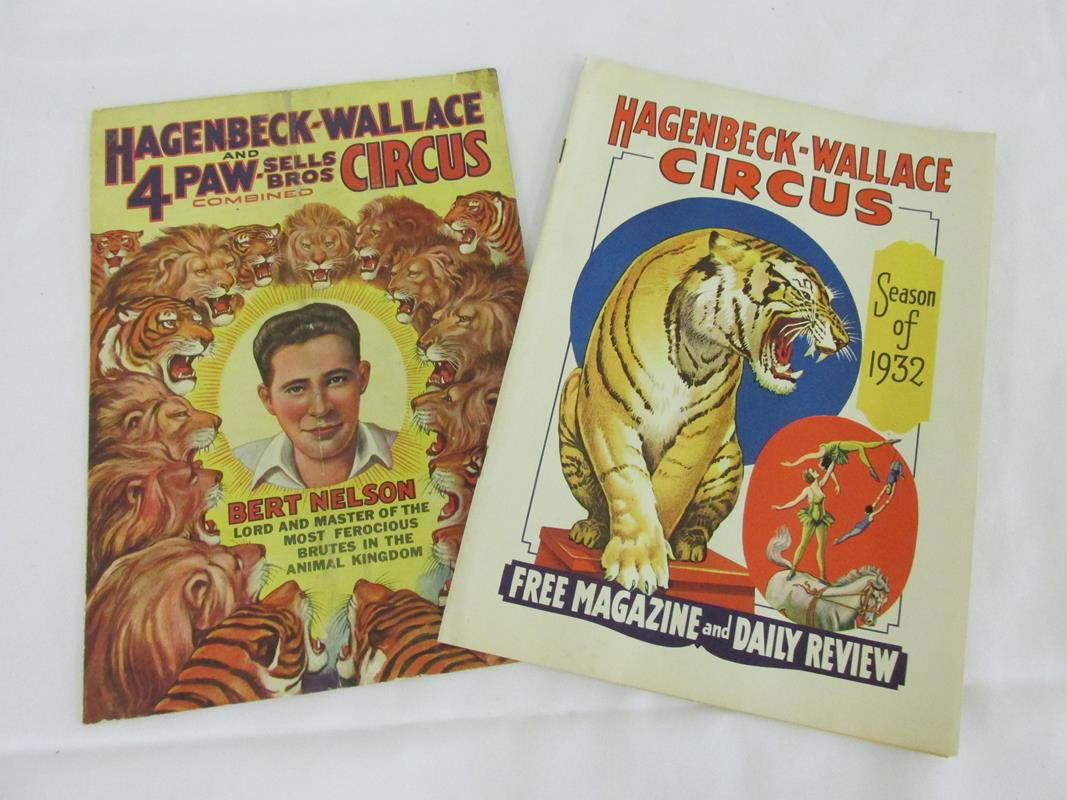 HAGENBECK-WALLACE
AND
4 PAW-SELLS BROS CIRCUS
COMBINED
BERT NELSON
LORD AND MASTER OF THE
MOST FEROCIOUS
BRUTES IN THE
ANIMAL KINGDOM
HAGENBECK-WALLACE
CIRCUS
Season
of
1932
FREE MAGAZINE and DAILY REVIEW